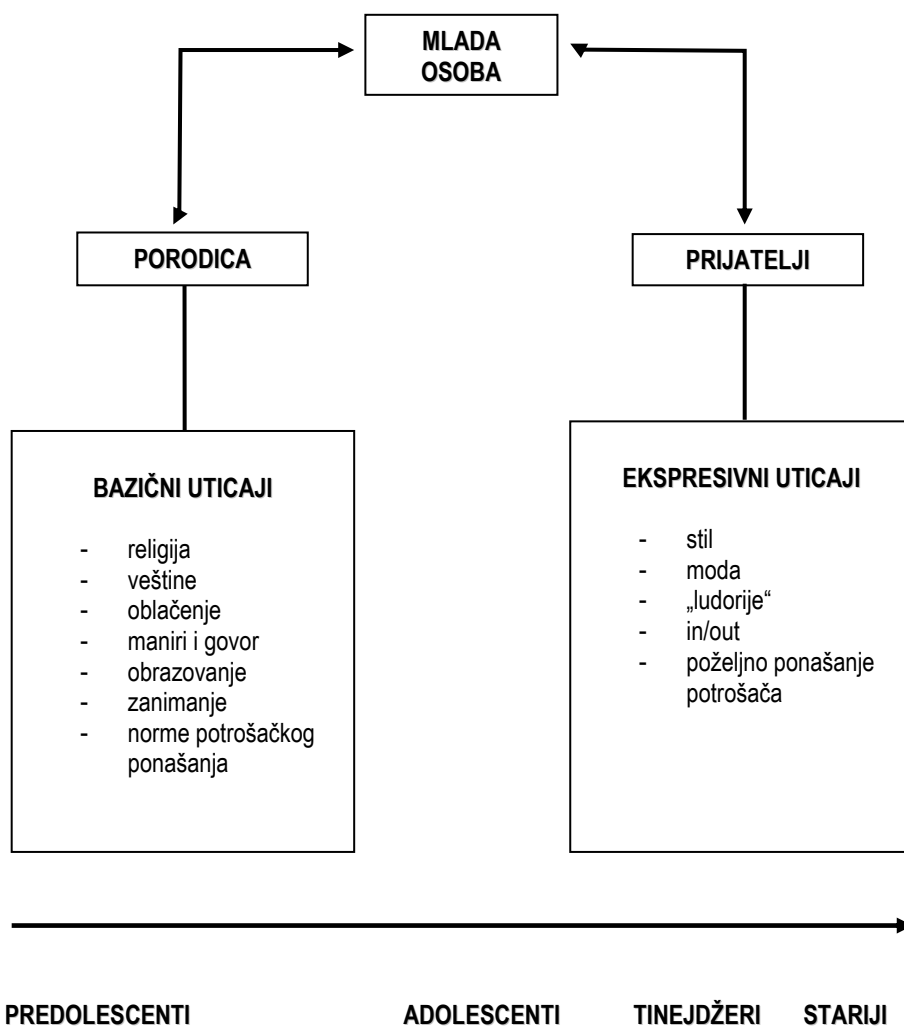 MLADA
OSOBA
PORODICA
PRIJATELJI
BAZIČNI UTICAJI
- religija
- veštine
- oblačenje
- maniri i govor
- obrazovanje
- zanimanje
- norme potrošačkog
ponašanja
EKSPRESIVNI UTICAJI
- stil
- moda
- „ludorije“
- in/out
- poželjno ponašanje
potrošača
PREDOLESCENTI ADOLESCENTI TINEJDŽERI STARIJI